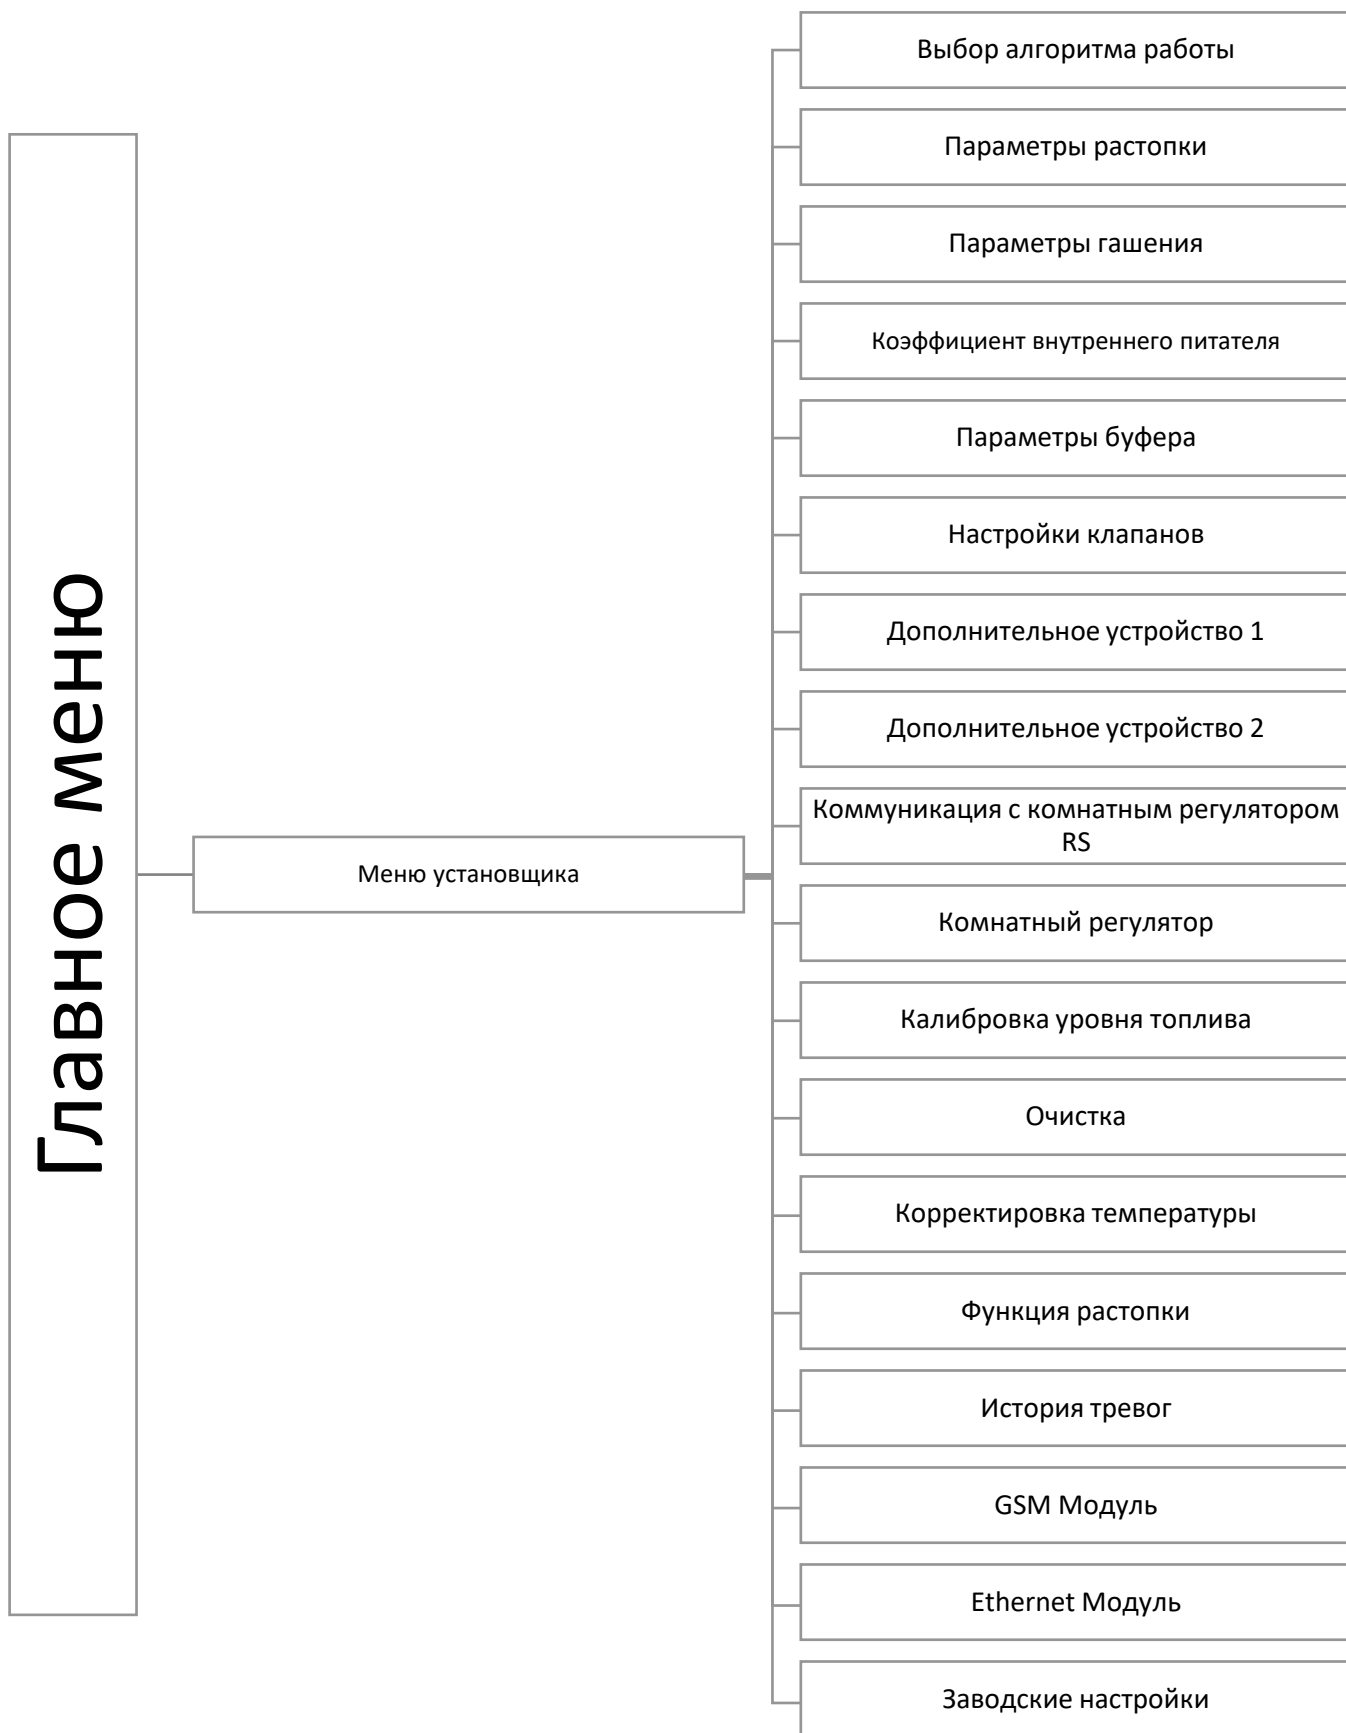 Главное меню
Меню установщика
Выбор алгоритма работы
Параметры растопки
Параметры гашения
Коэффициент внутреннего питателя
Параметры буфера
Настройки клапанов
Дополнительное устройство 1
Дополнительное устройство 2
Коммуникация с комнатным регулятором
RS
Комнатный регулятор
Калибровка уровня топлива
Очистка
Корректировка температуры
Функция растопки
История тревог
GSM Модуль
Ethernet Модуль
Заводские настройки